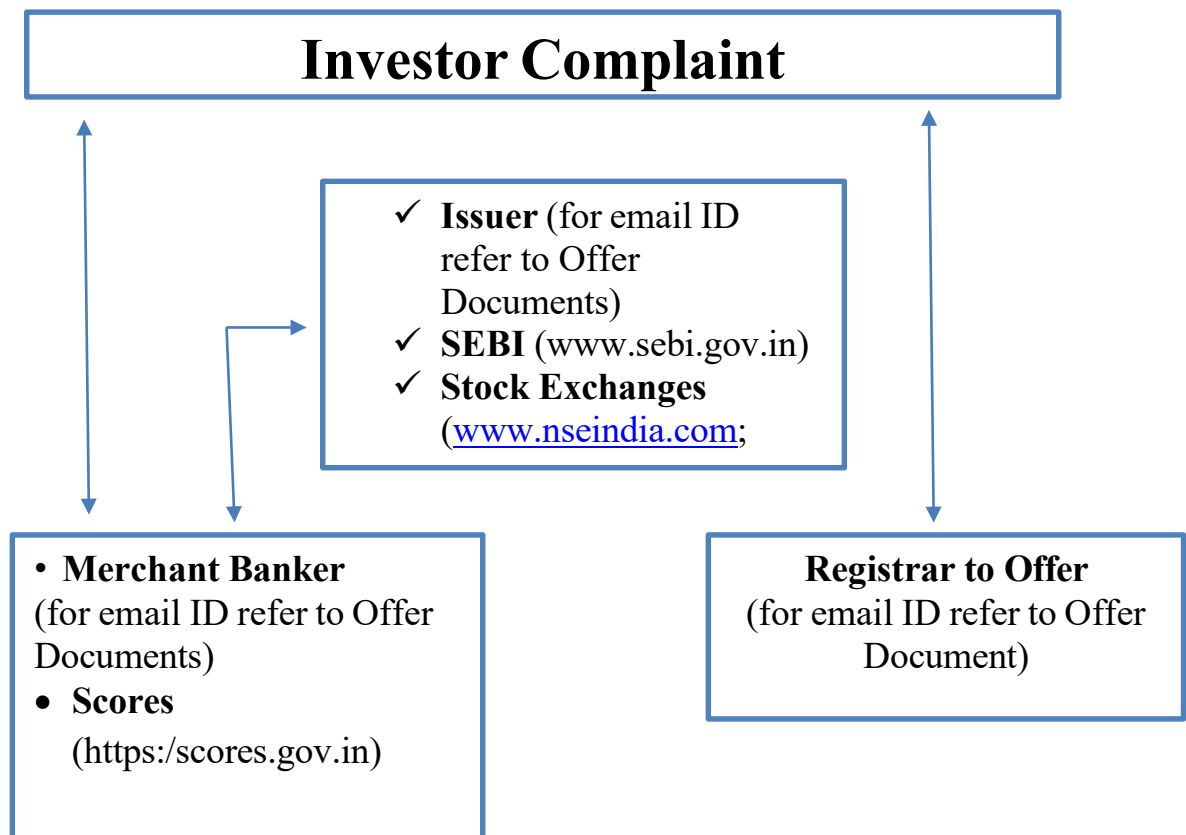 Investor Complaint
✓ Issuer (for email ID
refer to Offer
Documents)
✓ SEBI (www.sebi.gov.in)
✓ Stock Exchanges
(www.nseindia.com;
• Merchant Banker
(for email ID refer to Offer
Documents)
• Scores
(https:/scores.gov.in)
Registrar to Offer
(for email ID refer to Offer
Document)